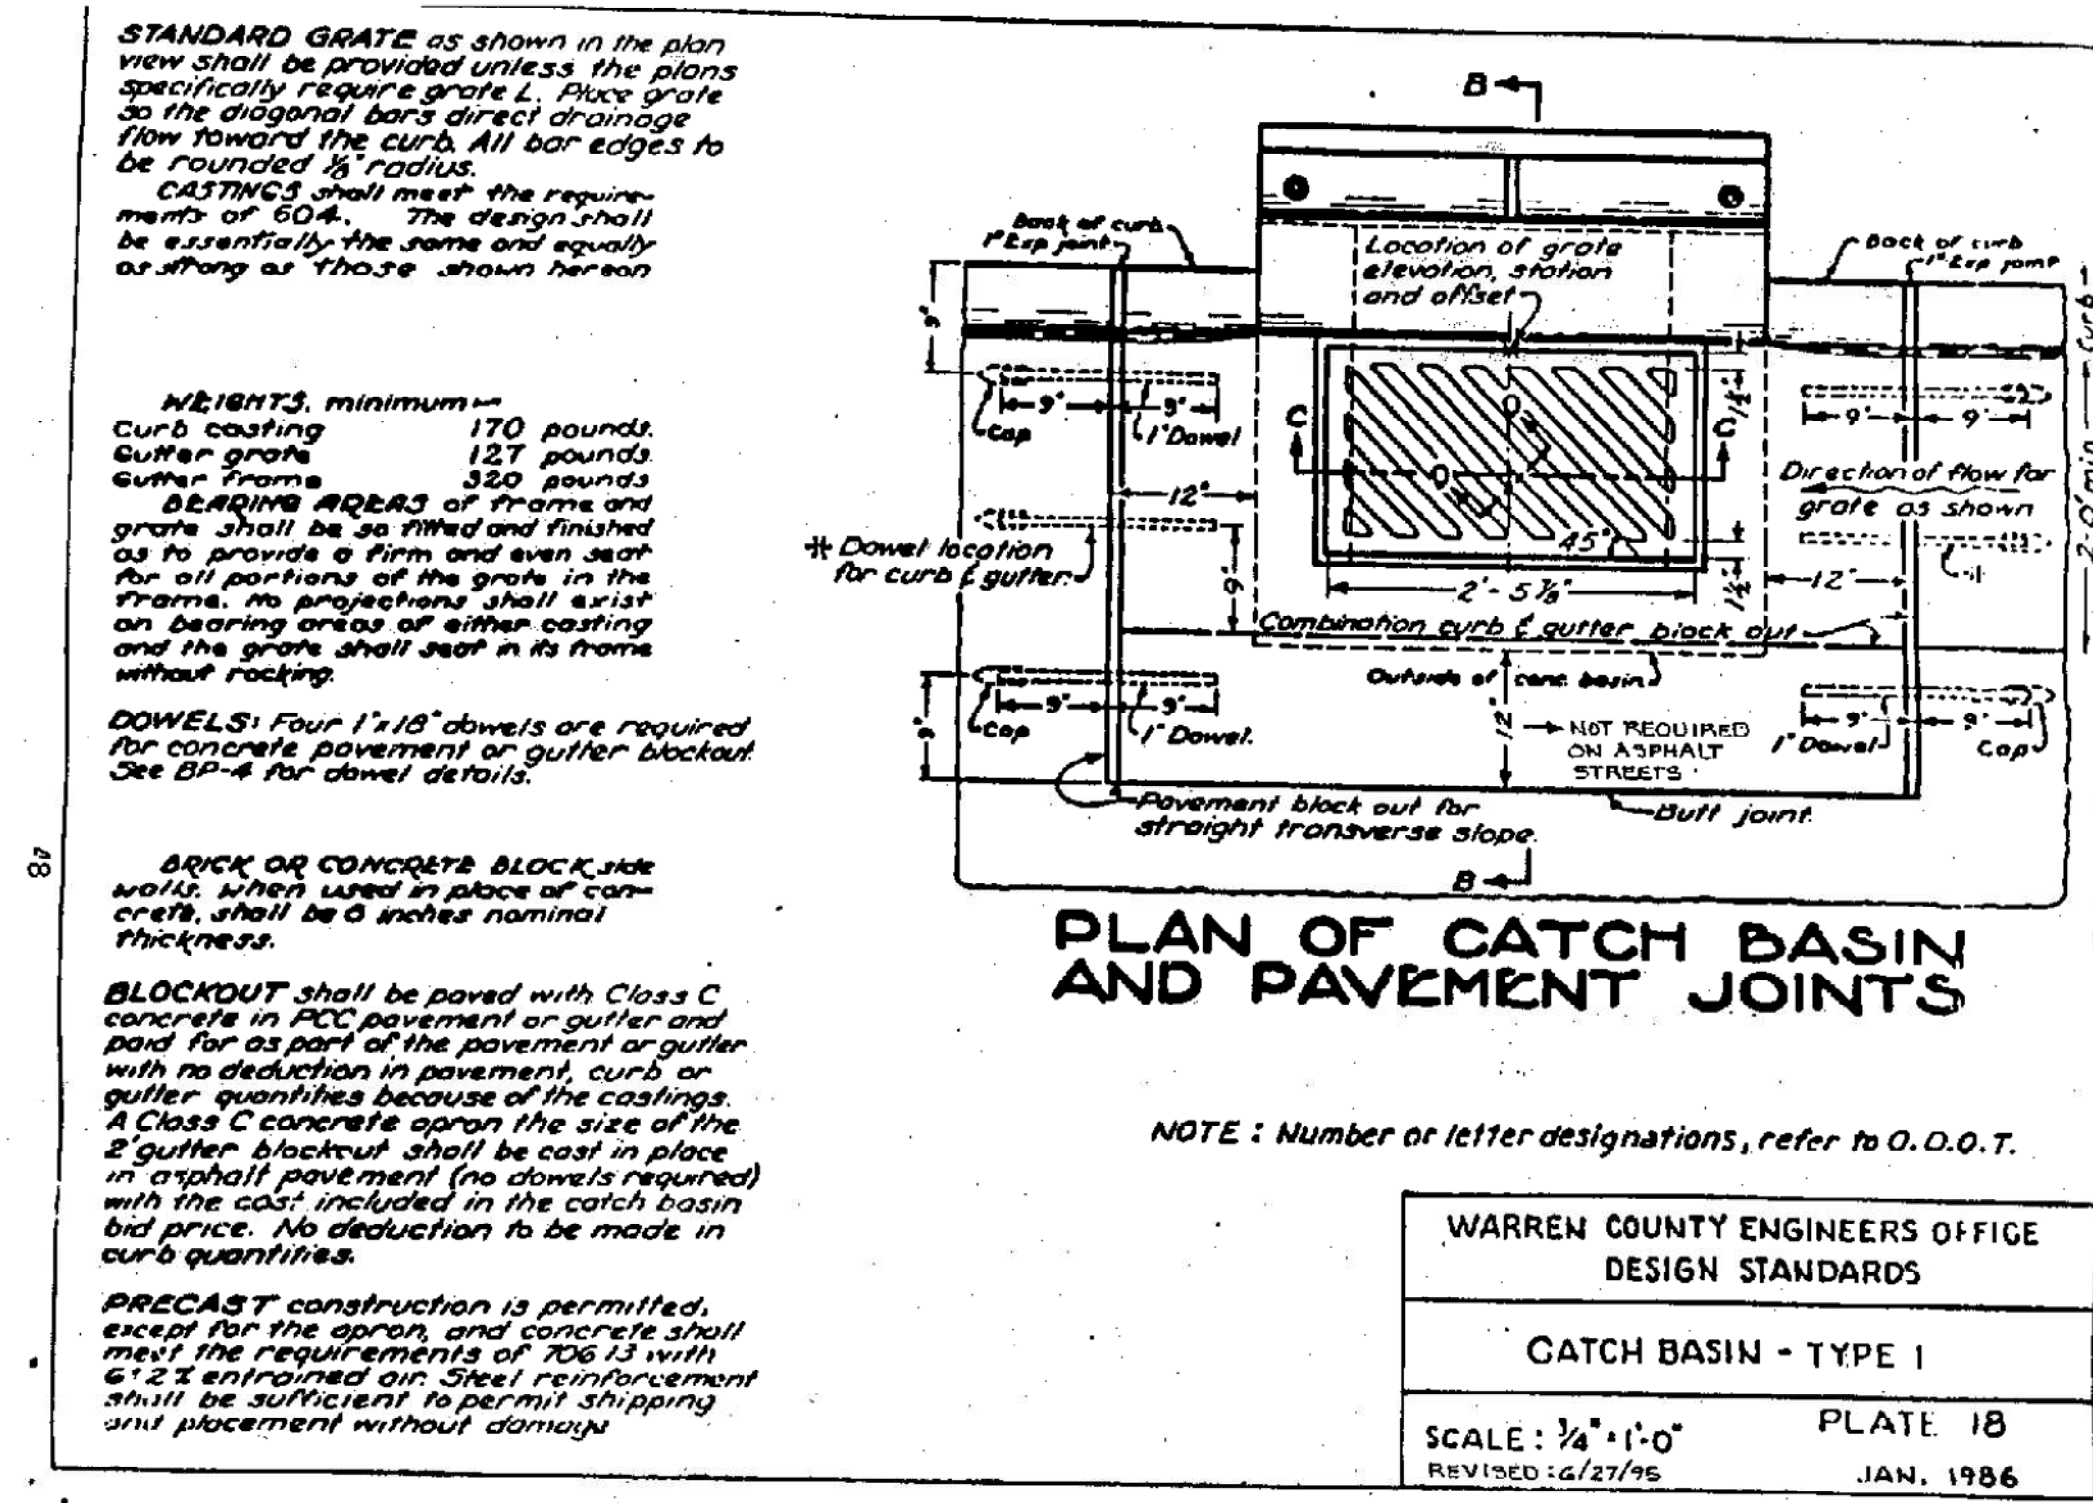 STANDARD GRATE as shown in the plan
view shall be provided unless the plans
specifically require grate L. Place grate
so the diagonal bars direct drainage
flow toward the curb. All bar edges to
be rounded 1/8" radius.
CASTINGS shall meet the require-
ments of 604. The design shall
be essentially the same and equally
as strong as those shown hereon
WEIGHTS, minimum
Curb casting 170 pounds.
Gutter grate 127 pounds.
Gutter frame 320 pounds
BEARING AREAS of frame and
grate shall be so fitted and finished
as to provide a firm and even seat
for all portions of the grate in the
frame. No projections shall exist
on bearing areas of either casting
and the grate shall seat in its frame
without rocking.
DOWELS: Four 1"x18" dowels are required
for concrete pavement or gutter blockout.
See BP-4 for dowel details.
BRICK OR CONCRETE BLOCK side
walls, when used in place of con-
crete, shall be inches nominal
thickness.
BLOCKOUT shall be paved with Class C
concrete in PCC pavement or gutter and
paid for as part of the pavement or gutter
with no deduction in pavement, curb or
gutter quantities because of the castings.
A Class C concrete apron the size of the
2' gutter blockout shall be cast in place
in asphalt pavement (no dowels required)
with the cost included in the catch basin
bid price. No deduction to be made in
curb quantities.
PRECAST construction is permitted,
except for the apron, and concrete shall
meet the requirements of 706.13 with
6±2% entrained air. Steel reinforcement
shall be sufficient to permit shipping
and placement without damage
B
Back of curb
1" Exp joint
Location of grate
elevation, station
and offset
Back of curb
1" Exp joint
9"
9"
9"
Cap
1" Dowel
C
C
1½"
9"
9"
2'-0" min
Curb
12"
Direction of flow for
grate as shown
# Dowel location
for curb & gutter
9"
45°
2'-5⅞"
1½"
12"
Combination curb & gutter block out
Outside of conc. basin
9"
9"
9"
Cap
1" Dowel.
12"
NOT REQUIRED
ON ASPHALT
STREETS
9"
9"
1" Dowel
Cap
Pavement block out for
straight transverse slope.
Butt joint.
B
PLAN OF CATCH BASIN
AND PAVEMENT JOINTS
NOTE: Number or letter designations, refer to O.D.O.T.
WARREN COUNTY ENGINEERS OFFICE
DESIGN STANDARDS
CATCH BASIN - TYPE 1
SCALE: ¾"=1'-0"
PLATE 18
REVISED: 6/27/95
JAN. 1986